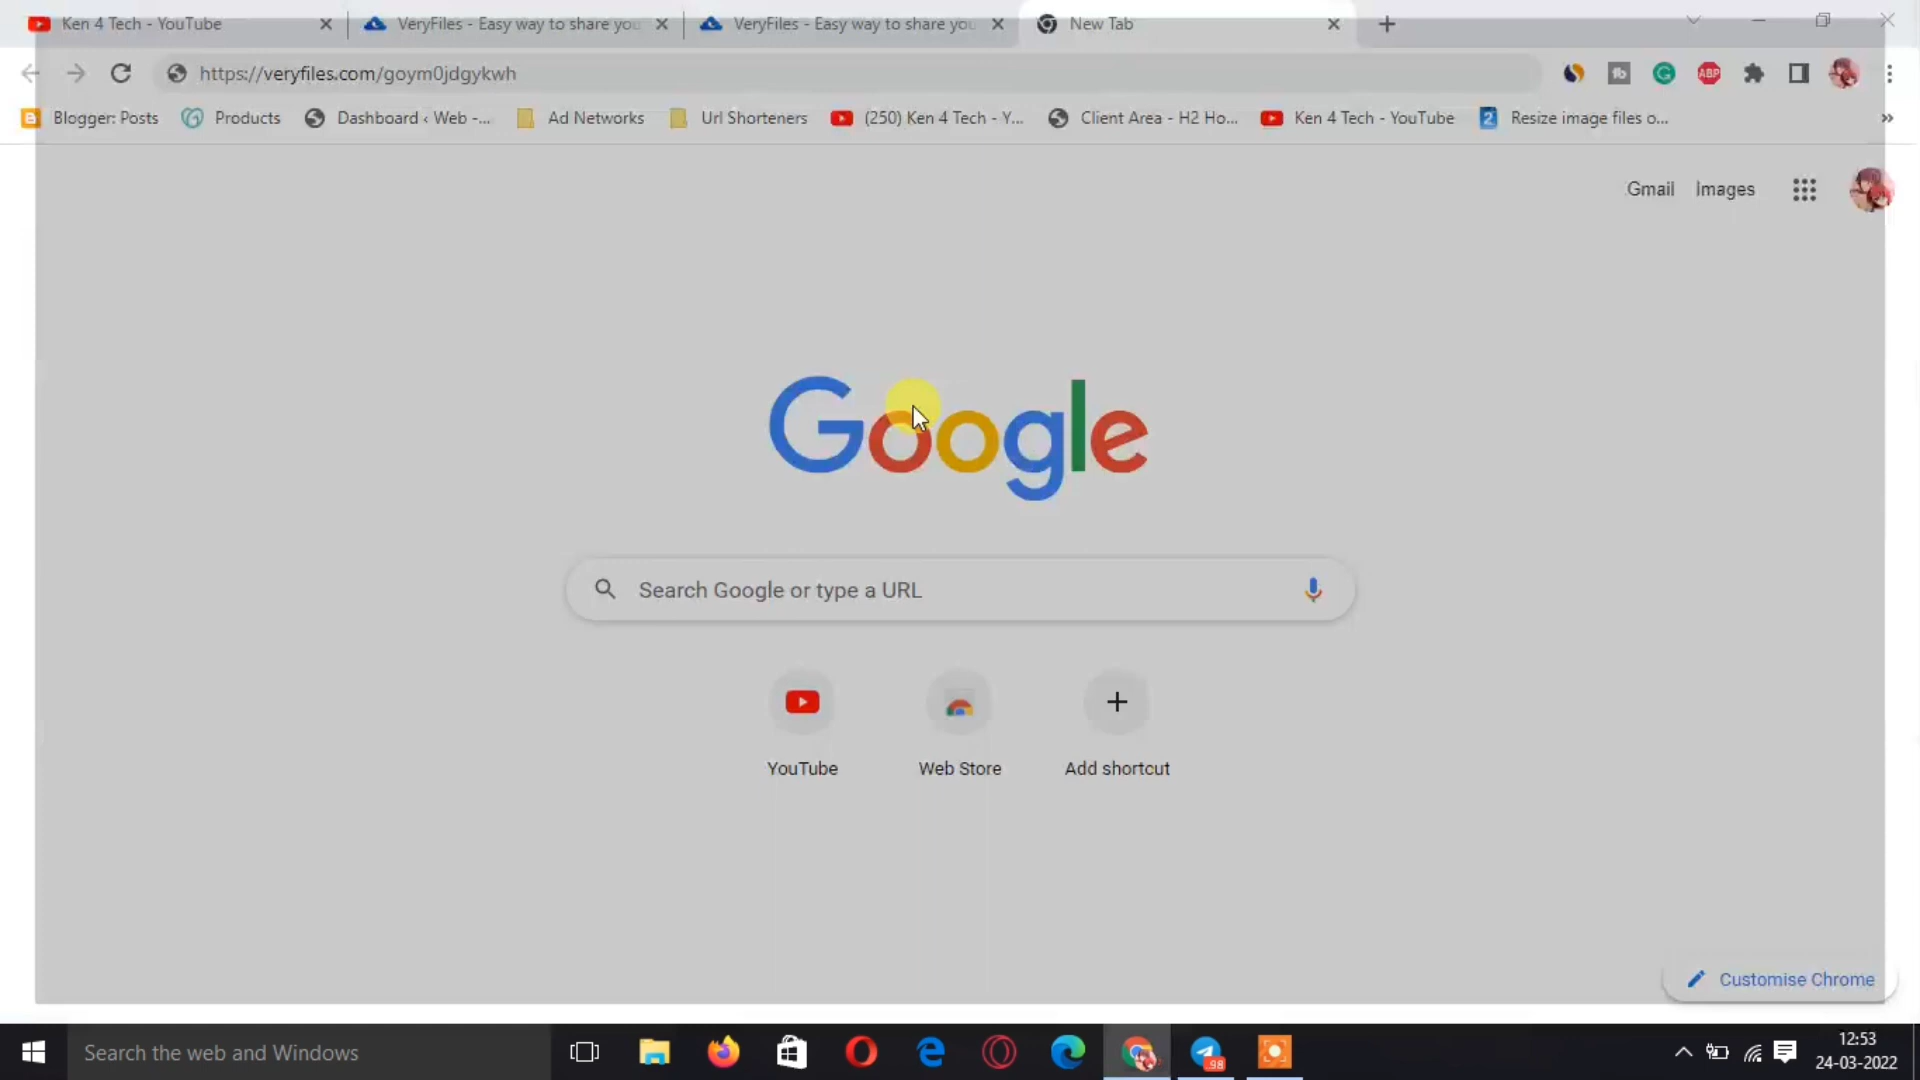 Ken 4 Tech - YouTube
VeryFiles - Easy way to share you
VeryFiles - Easy way to share you
New Tab
https://veryfiles.com/goym0jdgykwh
ABP
Blogger: Posts
Products
Dashboard ‹ Web -...
Ad Networks
Url Shorteners
(250) Ken 4 Tech - Y...
Client Area - H2 Ho...
Ken 4 Tech - YouTube
2
Resize image files o...
Gmail
Images
Google
Search Google or type a URL
YouTube
Web Store
Add shortcut
Customise Chrome
Search the web and Windows
98
12:53
24-03-2022